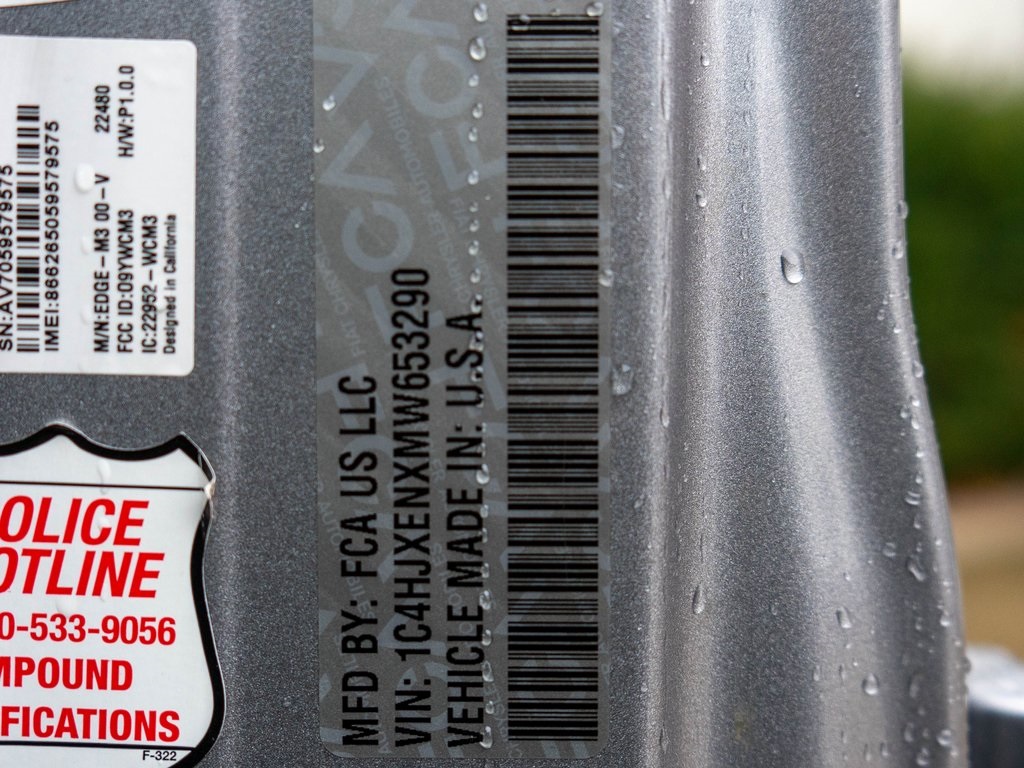 SN:AV7059579575
IMEI:866265059579575
M/N:EDGE-M3 00-V 22480
FCC ID:O9YWCM3 H/W:P1.0.0
IC:22952-WCM3
Designed in California
OLICE
OTLINE
0-533-9056
MPOUND
FICATIONS
F-322
MFD BY: FCA US LLC
VIN: 1C4HJXENXMW653290
VEHICLE MADE IN: U.S.A.